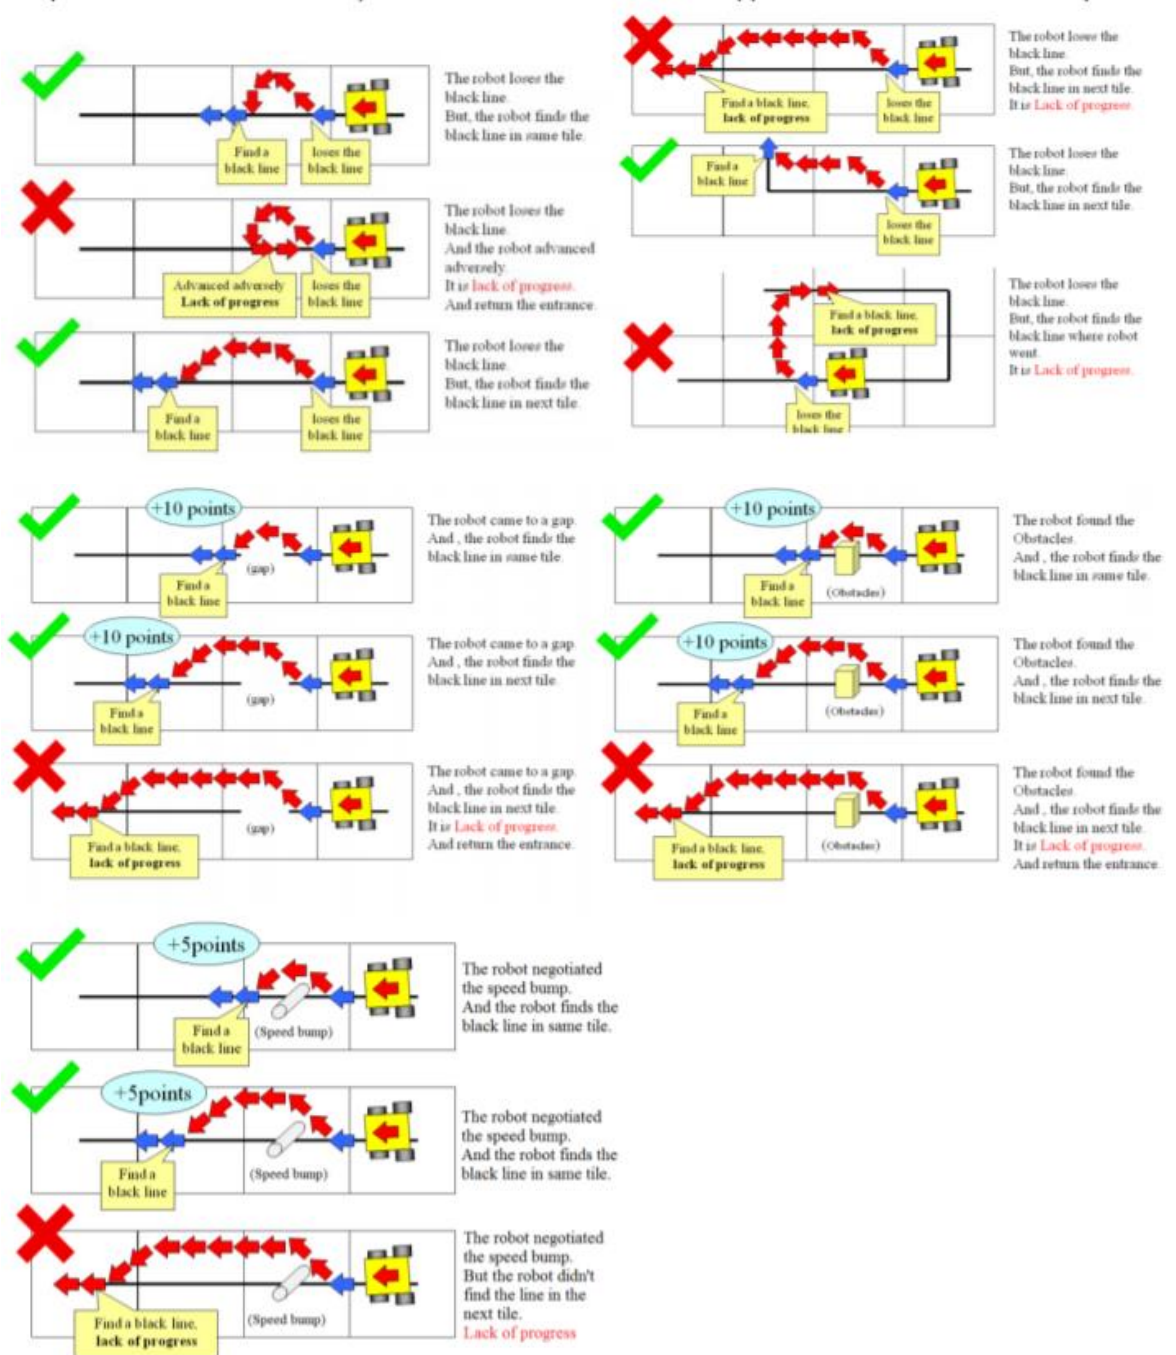 The robot loses the
black line.
But, the robot finds the
black line in same tile.
Find a
black line
loses the
black line
The robot loses the
black line.
And the robot advanced
adversely.
It is lack of progress.
And return the entrance.
Advanced adversely
Lack of progress
loses the
black line
The robot loses the
black line.
But, the robot finds the
black line in next tile.
Find a
black line
loses the
black line
The robot loses the
black line.
But, the robot finds the
black line in next tile.
It is Lack of progress.
Find a black line,
lack of progress
loses the
black line
The robot loses the
black line.
But, the robot finds the
black line in next tile.
Find a
black line
loses the
black line
The robot loses the
black line.
But, the robot finds the
black line where robot
went.
It is Lack of progress.
Find a black line,
lack of progress
loses the
black line
+10 points
The robot came to a gap.
And , the robot finds the
black line in same tile.
(gap)
Find a
black line
+10 points
The robot came to a gap.
And , the robot finds the
black line in next tile.
(gap)
Find a
black line
The robot came to a gap.
And , the robot finds the
black line in next tile.
It is Lack of progress.
And return the entrance.
(gap)
Find a black line,
lack of progress
+10 points
The robot found the
Obstacles.
And , the robot finds the
black line in same tile.
Find a
black line
(Obstacles)
+10 points
The robot found the
Obstacles.
And , the robot finds the
black line in next tile.
Find a
black line
(Obstacles)
The robot found the
Obstacles.
And , the robot finds the
black line in next tile.
It is Lack of progress.
And return the entrance.
Find a black line,
lack of progress
(Obstacles)
+5points
The robot negotiated
the speed bump.
And the robot finds the
black line in same tile.
Find a
black line
(Speed bump)
+5points
The robot negotiated
the speed bump.
And the robot finds the
black line in same tile.
Find a
black line
(Speed bump)
The robot negotiated
the speed bump.
But the robot didn't
find the line in the
next tile.
Lack of progress
(Speed bump)
Find a black line,
lack of progress